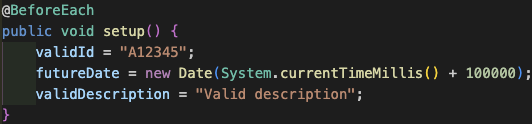 @BeforeEach
public void setup() {
    validId = "A12345";
    futureDate = new Date(System.currentTimeMillis() + 100000);
    validDescription = "Valid description";
}